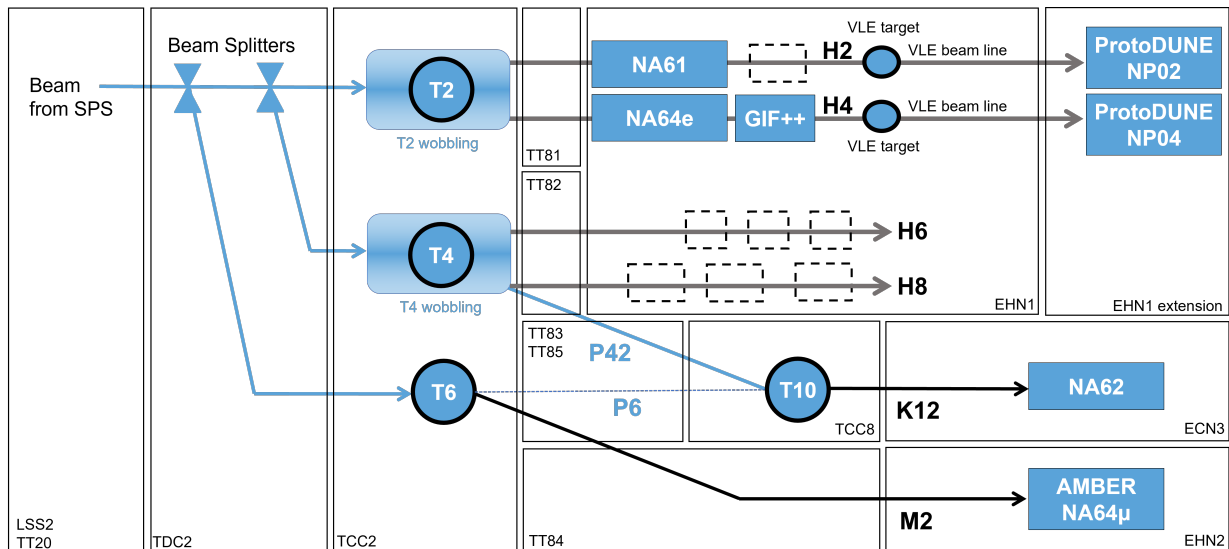 Beam Splitters
Beam
from SPS
T2
T2 wobbling
T4
T4 wobbling
T6
LSS2
TT20
TDC2
TCC2
TT81
TT82
NA61
H2
VLE target
VLE beam line
ProtoDUNE
NP02
NA64e
GIF++
H4
VLE target
VLE beam line
ProtoDUNE
NP04
H6
H8
EHN1
EHN1 extension
TT83
TT85
P42
P6
T10
TCC8
K12
NA62
ECN3
TT84
M2
AMBER
NA64μ
EHN2